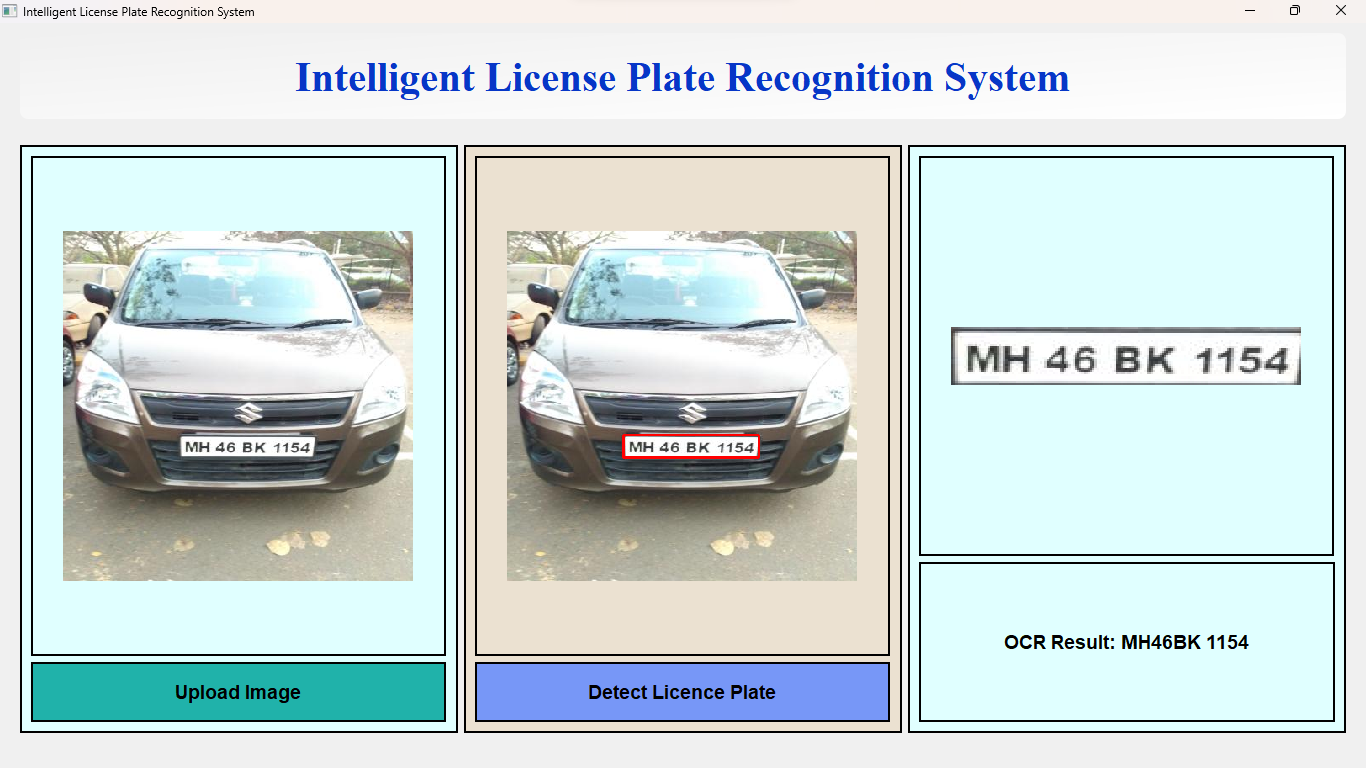 Intelligent License Plate Recognition System
Intelligent License Plate Recognition System
MH 46 BK 1154
Upload Image
MH 46 BK 1154
Detect Licence Plate
MH 46 BK 1154
OCR Result: MH46BK 1154